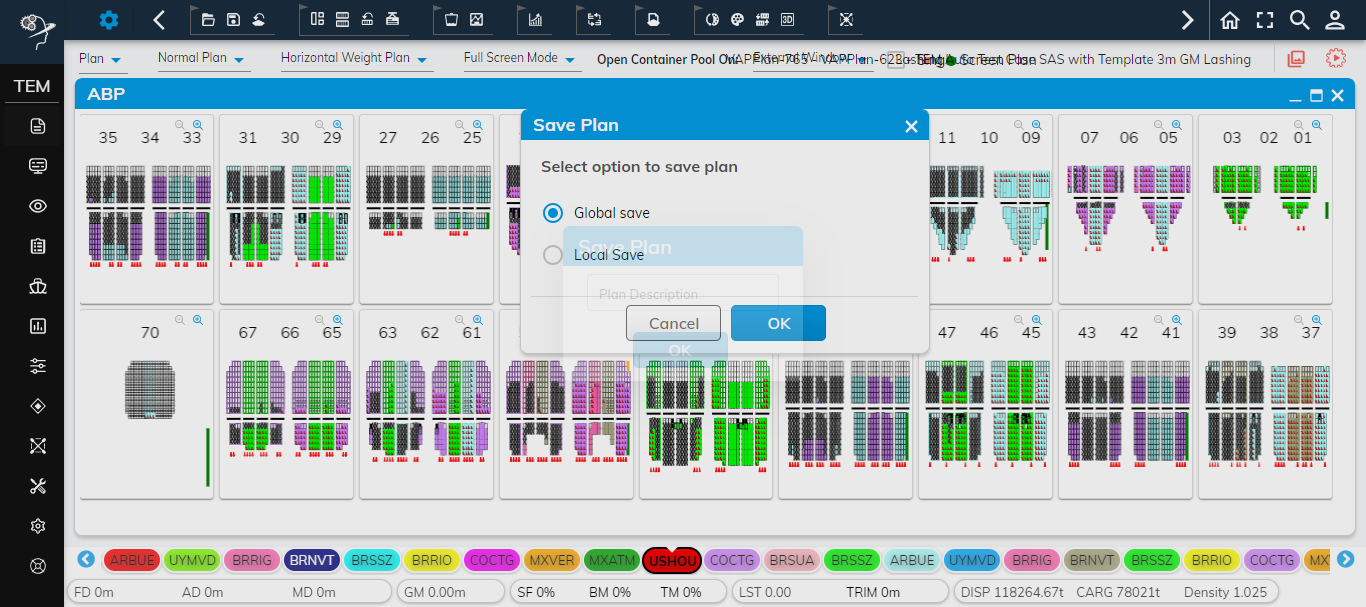 TEM
Plan
Normal Plan
Horizontal Weight Plan
Full Screen Mode
Open Container Pool On
VAPPlan-765
External Window
VAPPlan-623
TEM
Screen Plan
Auto Test Case SAS with Template 3m GM Lashing
ABP
35 34 33
31 30 29
27 26 25
11 10 09
07 06 05
03 02 01
Save Plan
Select option to save plan
Global save
Local Save
Save Plan
Plan Description
Cancel
OK
OK
70
67 66 65
63 62 61
47 46 45
43 42 41
39 38 37
ARBUE UYMVD BRRIG BRNVT BRSSZ BRRIO COCTG MXVER MXATM USHOU COCTG BRSUA BRSSZ ARBUE UYMVD BRRIG BRNVT BRSSZ BRRIO COCTG
FD 0m AD 0m MD 0m GM 0.00m SF 0% BM 0% TM 0% LST 0.00 TRIM 0m DISP 118264.67t CARG 78021t Density 1.025